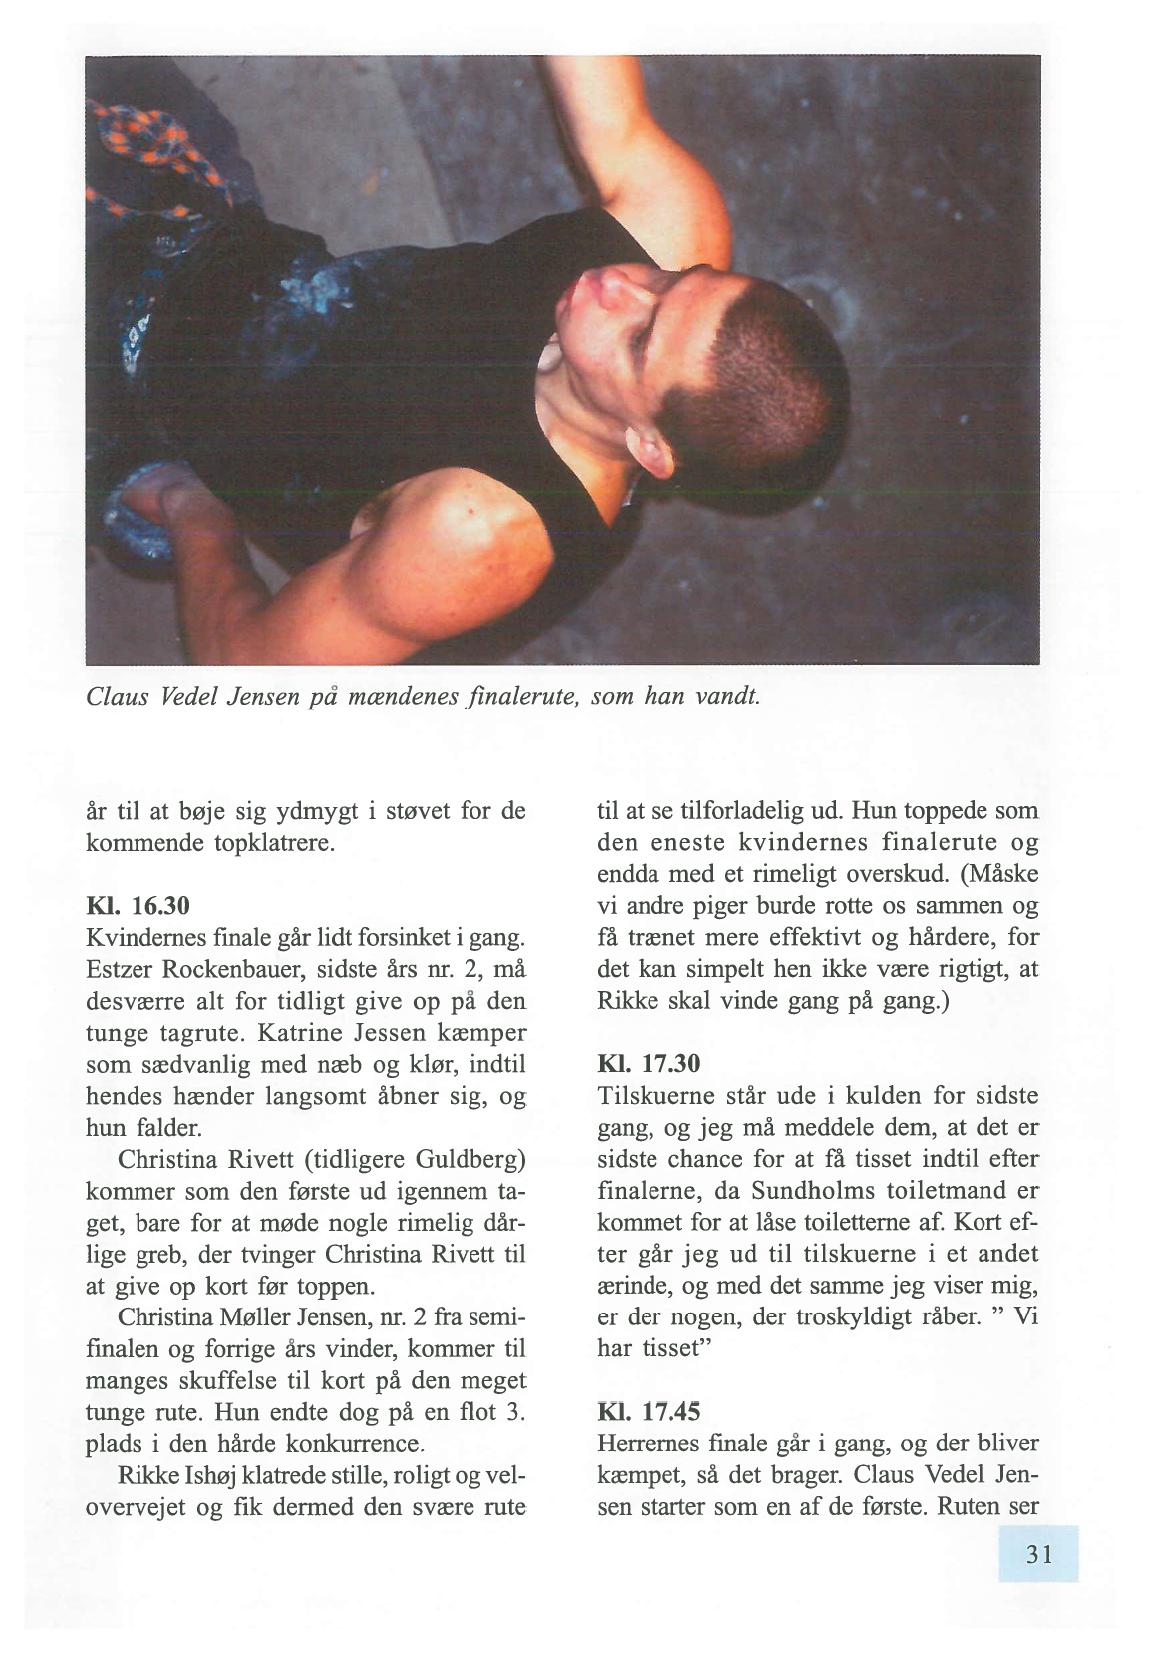 Claus Vedel Jensen på mændenes finalerute, som han vandt.
år til at bøje sig ydmygt i støvet for de
kommende topklatrere.
Kl. 16.30
Kvindernes finale går lidt forsinket i gang.
Estzer Rockenbauer, sidste års nr. 2, må
desværre alt for tidligt give op på den
tunge tagrute. Katrine Jessen kæmper
som sædvanlig med næb og klør, indtil
hendes hænder langsomt åbner sig, og
hun falder.
Christina Rivett (tidligere Guldberg)
kommer som den første ud igennem ta-
get, bare for at møde nogle rimelig dår-
lige greb, der tvinger Christina Rivett til
at give op kort før toppen.
Christina Møller Jensen, nr. 2 fra semi-
finalen og forrige års vinder, kommer til
manges skuffelse til kort på den meget
tunge rute. Hun endte dog på en flot 3.
plads i den hårde konkurrence.
Rikke Ishøj klatrede stille, roligt og vel-
overvejet og fik dermed den svære rute
til at se tilforladelig ud. Hun toppede som
den eneste kvindernes finalerute og
endda med et rimeligt overskud. (Måske
vi andre piger burde rotte os sammen og
få trænet mere effektivt og hårdere, for
det kan simpelt hen ikke være rigtigt, at
Rikke skal vinde gang på gang.)
Kl. 17.30
Tilskuerne står ude i kulden for sidste
gang, og jeg må meddele dem, at det er
sidste chance for at få tisset indtil efter
finalerne, da Sundholms toiletmand er
kommet for at låse toiletterne af. Kort ef-
ter går jeg ud til tilskuerne i et andet
ærinde, og med det samme jeg viser mig,
er der nogen, der troskyldigt råber. ” Vi
har tisset”
Kl. 17.45
Herrernes finale går i gang, og der bliver
kæmpet, så det brager. Claus Vedel Jen-
sen starter som en af de første. Ruten ser
31